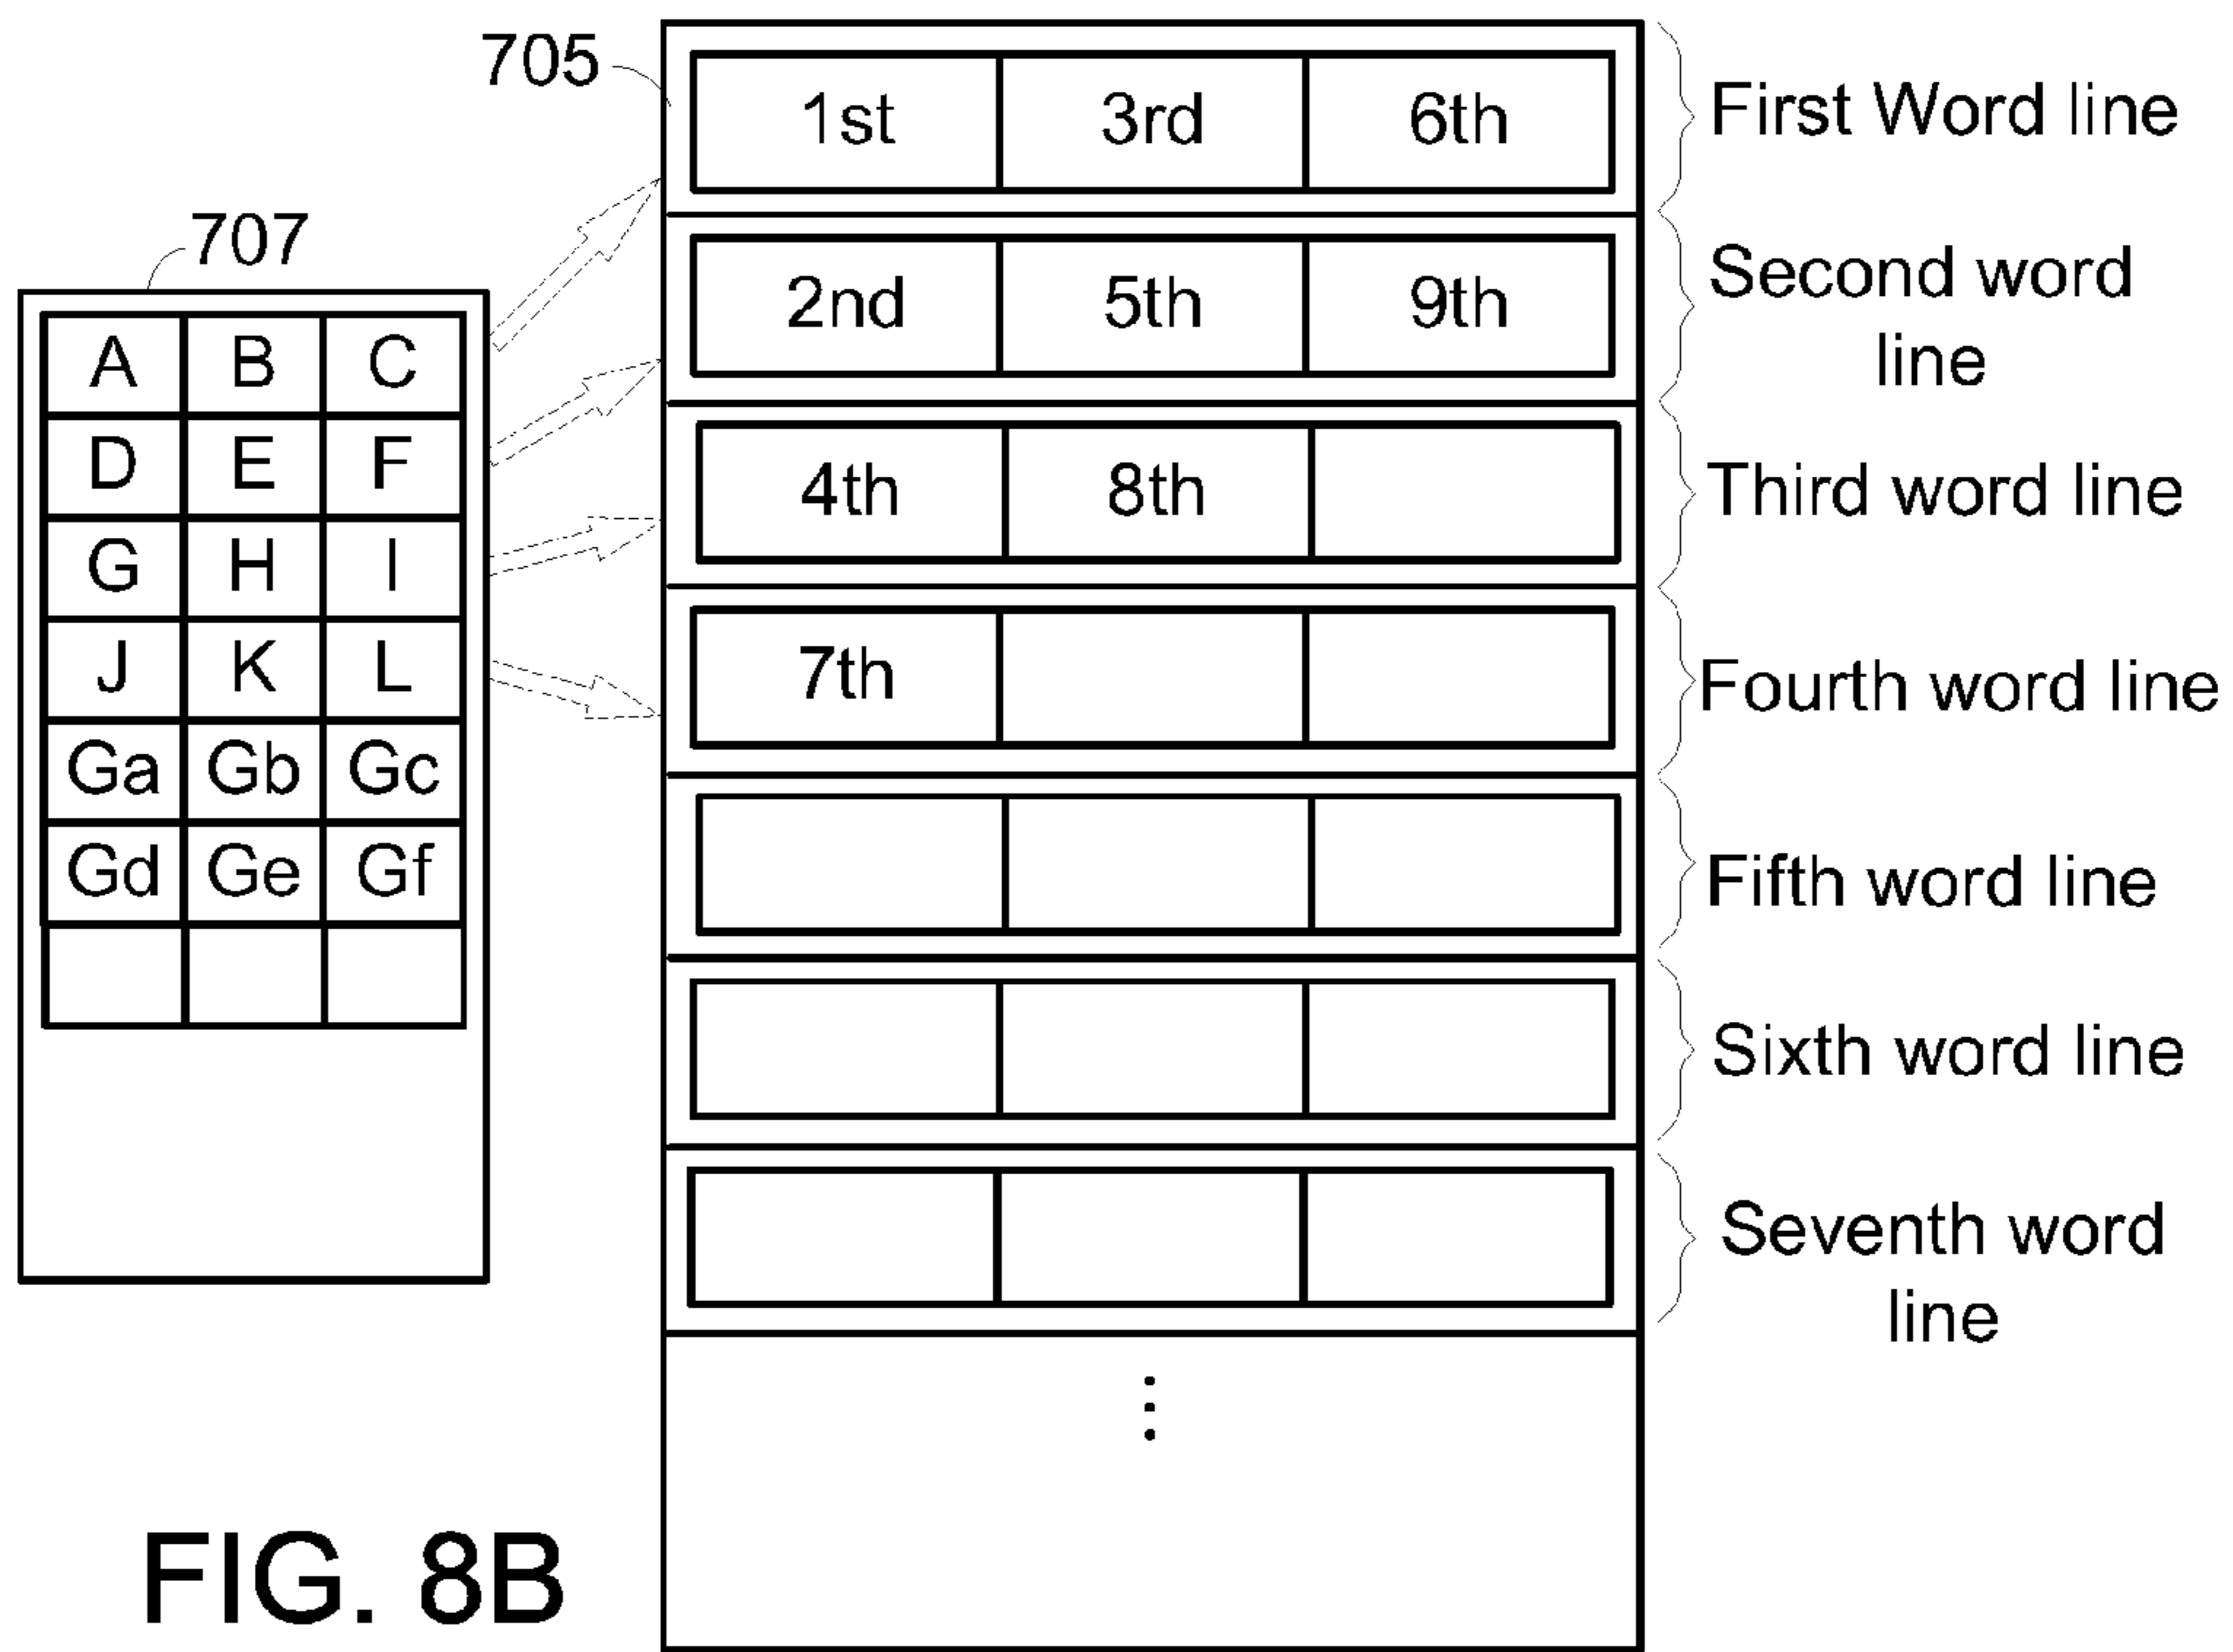 705
1st 3rd 6th
First Word line
707
2nd 5th 9th
Second word
line
A B C
D E F
G H I
J K L
Ga Gb Gc
Gd Ge Gf
4th 8th
Third word line
7th
Fourth word line
Fifth word line
Sixth word line
Seventh word
line
FIG. 8B